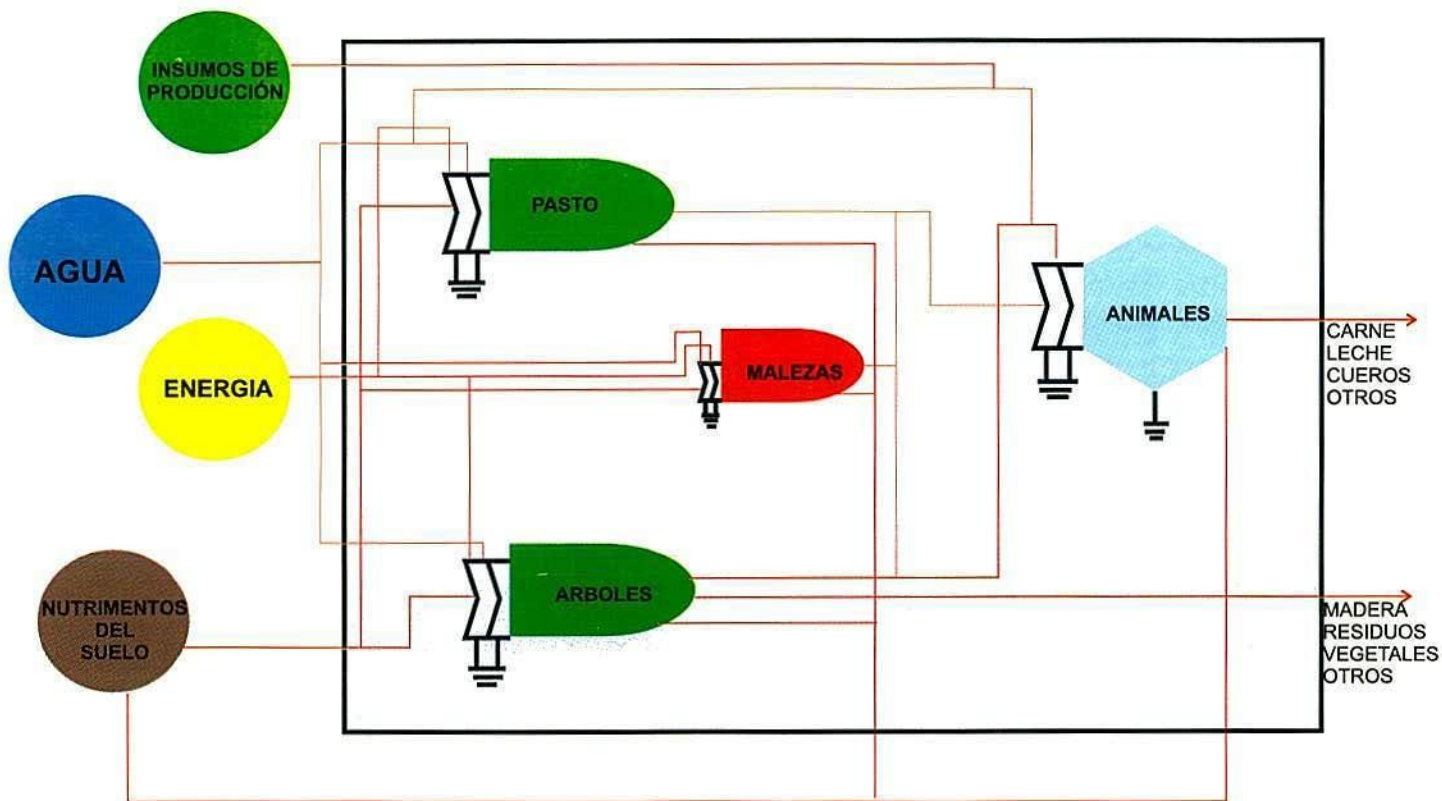 INSUMOS DE
PRODUCCIÓN
AGUA
ENERGIA
NUTRIMENTOS
DEL
SUELO
PASTO
MALEZAS
ARBOLES
ANIMALES
CARNE
LECHE
CUEROS
OTROS
MADERA
RESIDUOS
VEGETALES
OTROS